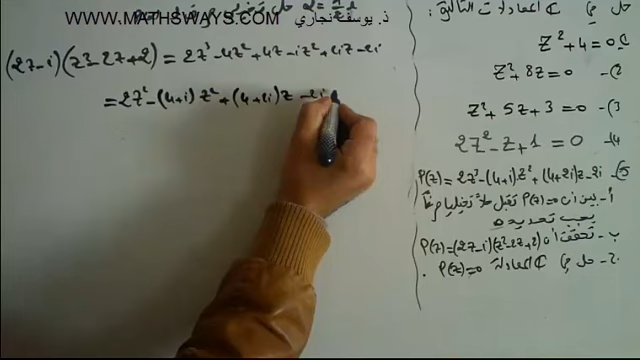 WWW.MATHSWAYS.COM ذ. يوسف نجاري
(2z-i)(z²-2z+2) = 2z³-4z²+4z-iz²+2iz-2i
= 2z³-(4+i)z²+(4+2i)z-2i
حل في ℂ المعادلات التالية:
z²+4=0
z²+8z=0 -2
z²+5z+3=0 -3
2z²-z+1=0 -4
P(z)=2z³-(4+i)z²+(4+2i)z-2i -5
أ- بين أن P(z)=0 تقبل حلا تخيليا
يجب تحديده
ب- تحقق أن P(z)=(2z-i)(z²-2z+2)
ج- حل في ℂ المعادلة P(z)=0.